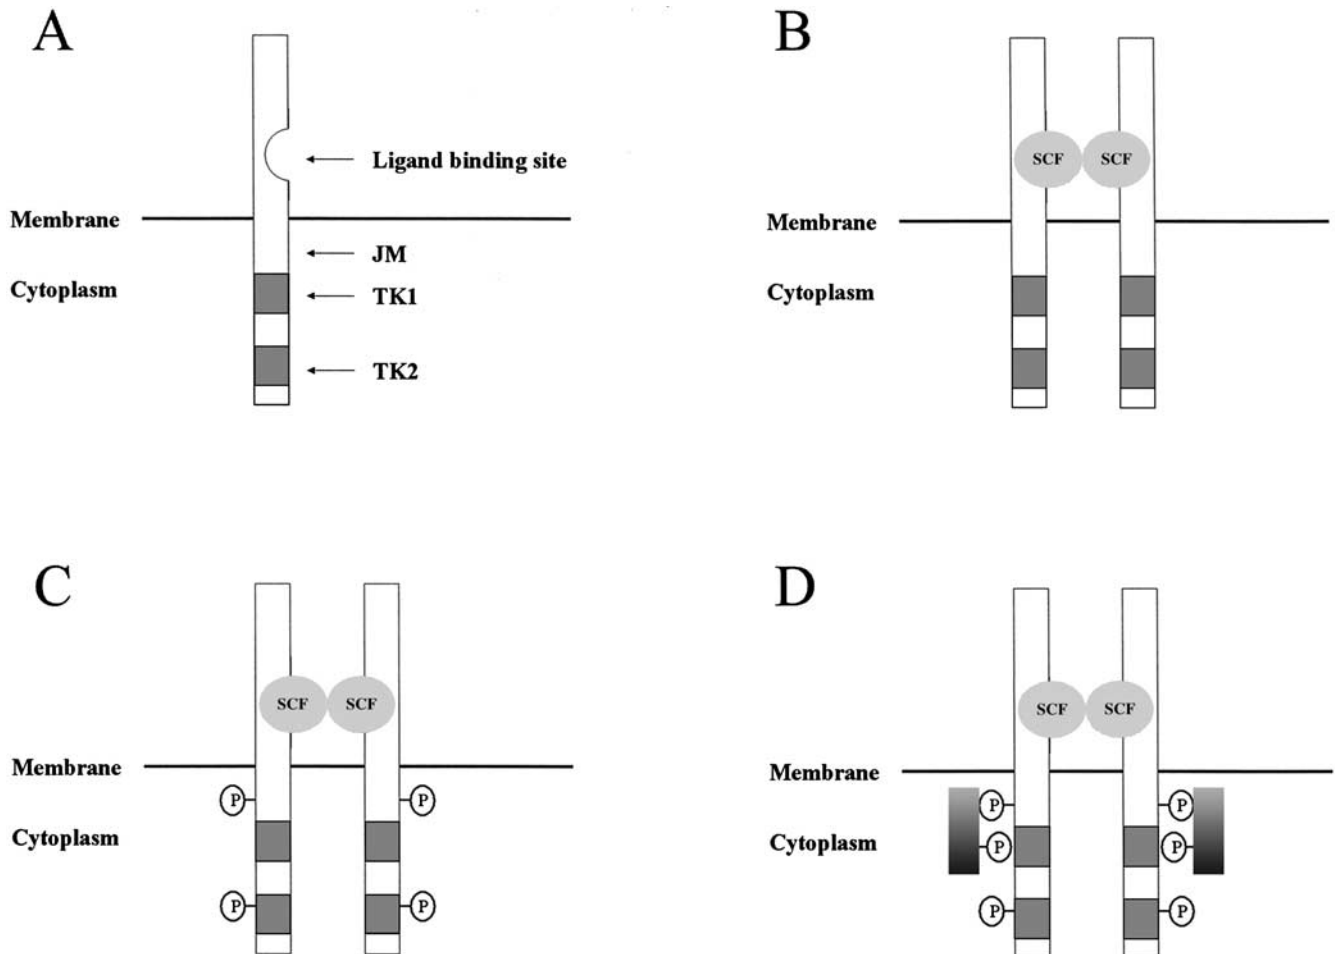 A
Ligand binding site
Membrane
JM
Cytoplasm
TK1
TK2
B
SCF SCF
Membrane
Cytoplasm
C
SCF SCF
Membrane
P P
Cytoplasm
P P
D
SCF SCF
Membrane
P P
Cytoplasm
P P
P P